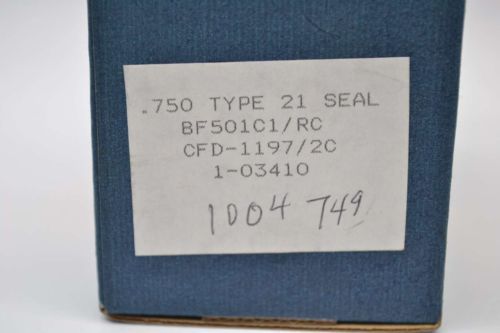 .750 TYPE 21 SEAL
BF501C1/RC
CFD-1197/2C
1-03410
1004 749